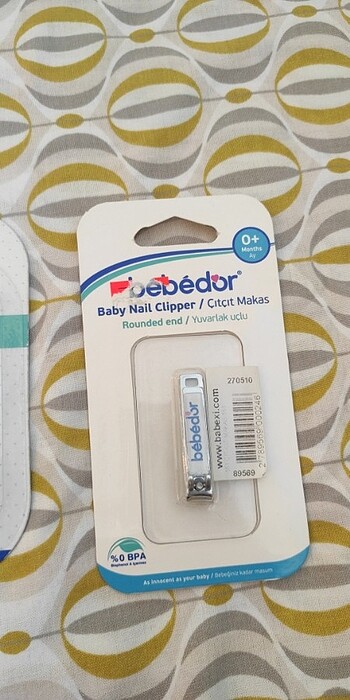 0+
Months
Ay
bebédor
Baby Nail Clipper / Çıtçıt Makas
Rounded end / Yuvarlak uçlu
270510
bébédor
www.babexi.com
89569
%0 BPA
As innocent as your baby / Bebeğiniz kadar masum